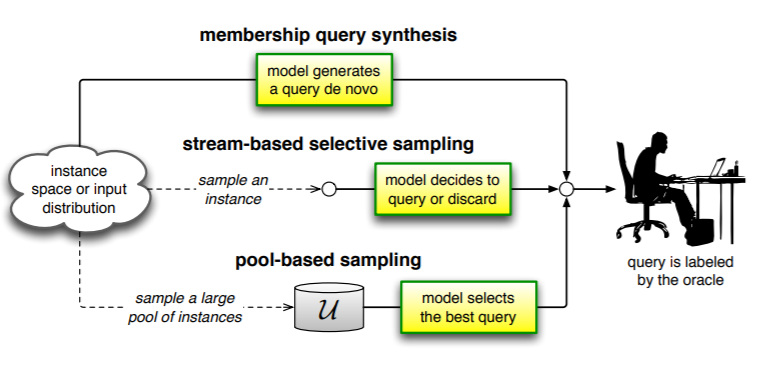 membership query synthesis
model generates
a query de novo
stream-based selective sampling
instance
space or input
distribution
sample an
instance
model decides to
query or discard
query is labeled
by the oracle
pool-based sampling
sample a large
pool of instances
U
model selects
the best query